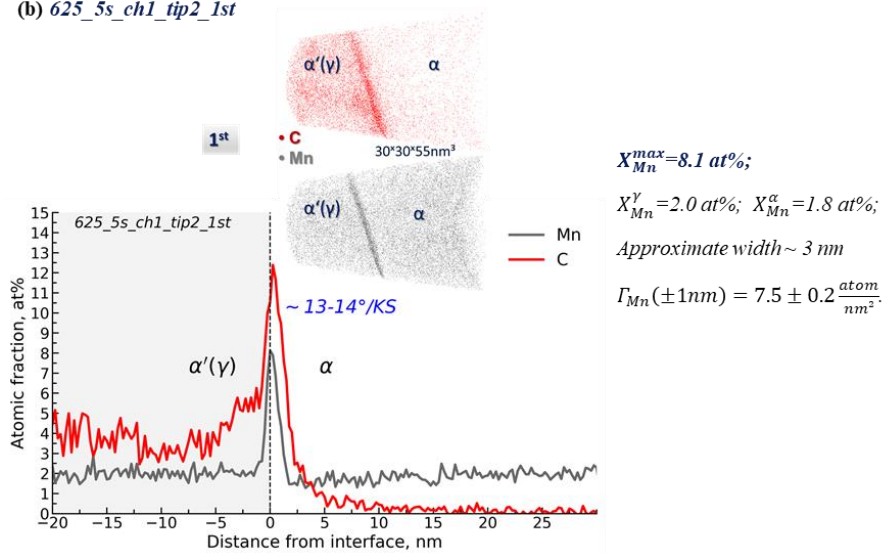 (b) 625_5s_ch1_tip2_1st
α'(γ)
α
1st
• C
• Mn
30ˣ30ˣ55nm³
α'(γ)
α
X_Mn^max=8.1 at%;
X_Mn^γ=2.0 at%; X_Mn^α=1.8 at%;
Approximate width~ 3 nm
Γ_Mn(±1nm) = 7.5 ± 0.2 atom/nm².
625_5s_ch1_tip2_1st
Mn
C
~ 13-14°/KS
α'(γ)
α
Atomic fraction, at%
15
14
13
12
11
10
9
8
7
6
5
4
3
2
1
0
−20 −15 −10 −5 0 5 10 15 20 25
Distance from interface, nm